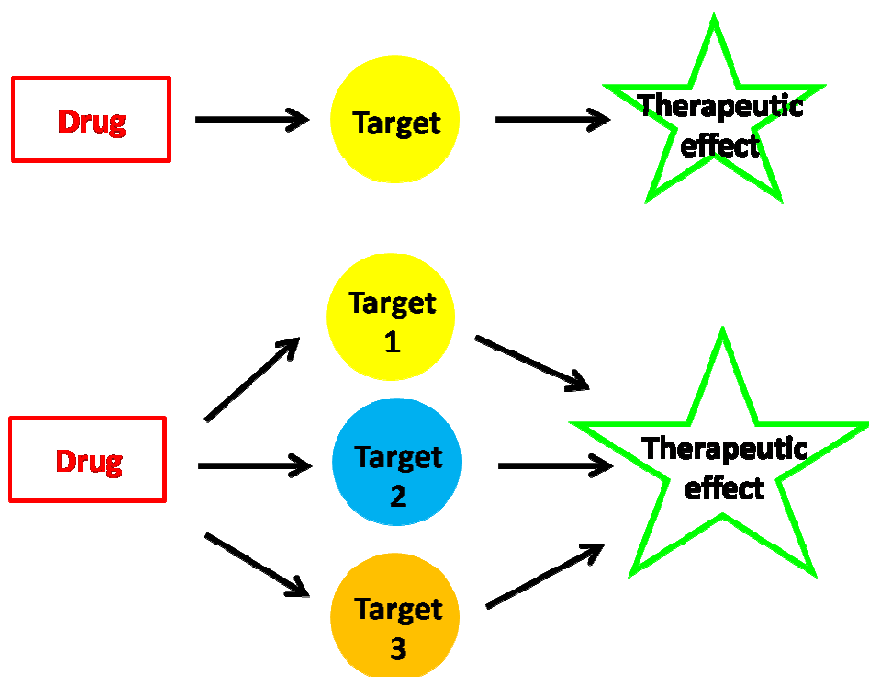 Drug
Target
Therapeutic
effect
Target
1
Drug
Target
2
Therapeutic
effect
Target
3